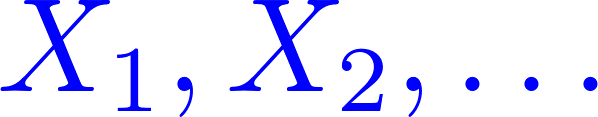 X₁, X₂, . . .